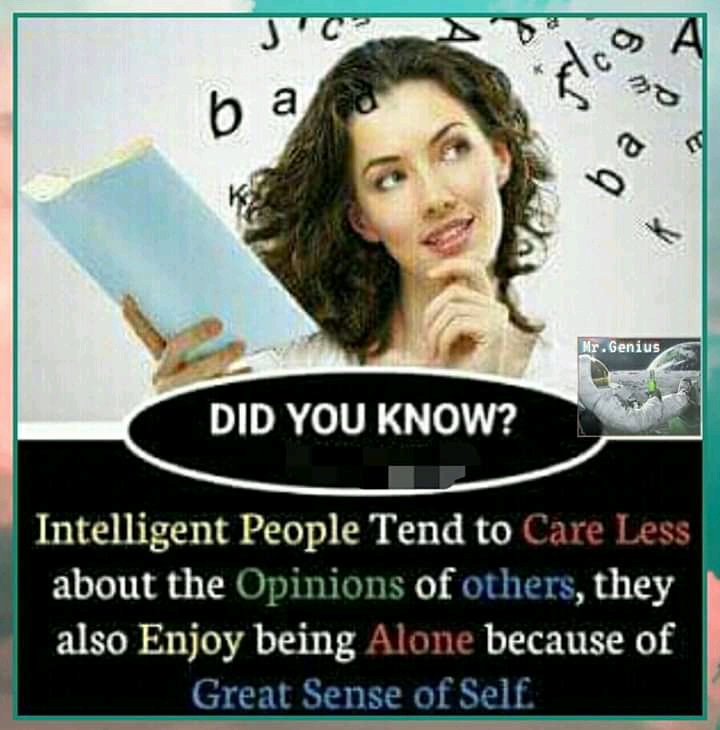 J
c
A
d
a
f
l
c
g
A
b
a
d
m
d
K
K
a
b
K
Mr.Genius
DID YOU KNOW?
Intelligent People Tend to Care Less
about the Opinions of others, they
also Enjoy being Alone because of
Great Sense of Self.